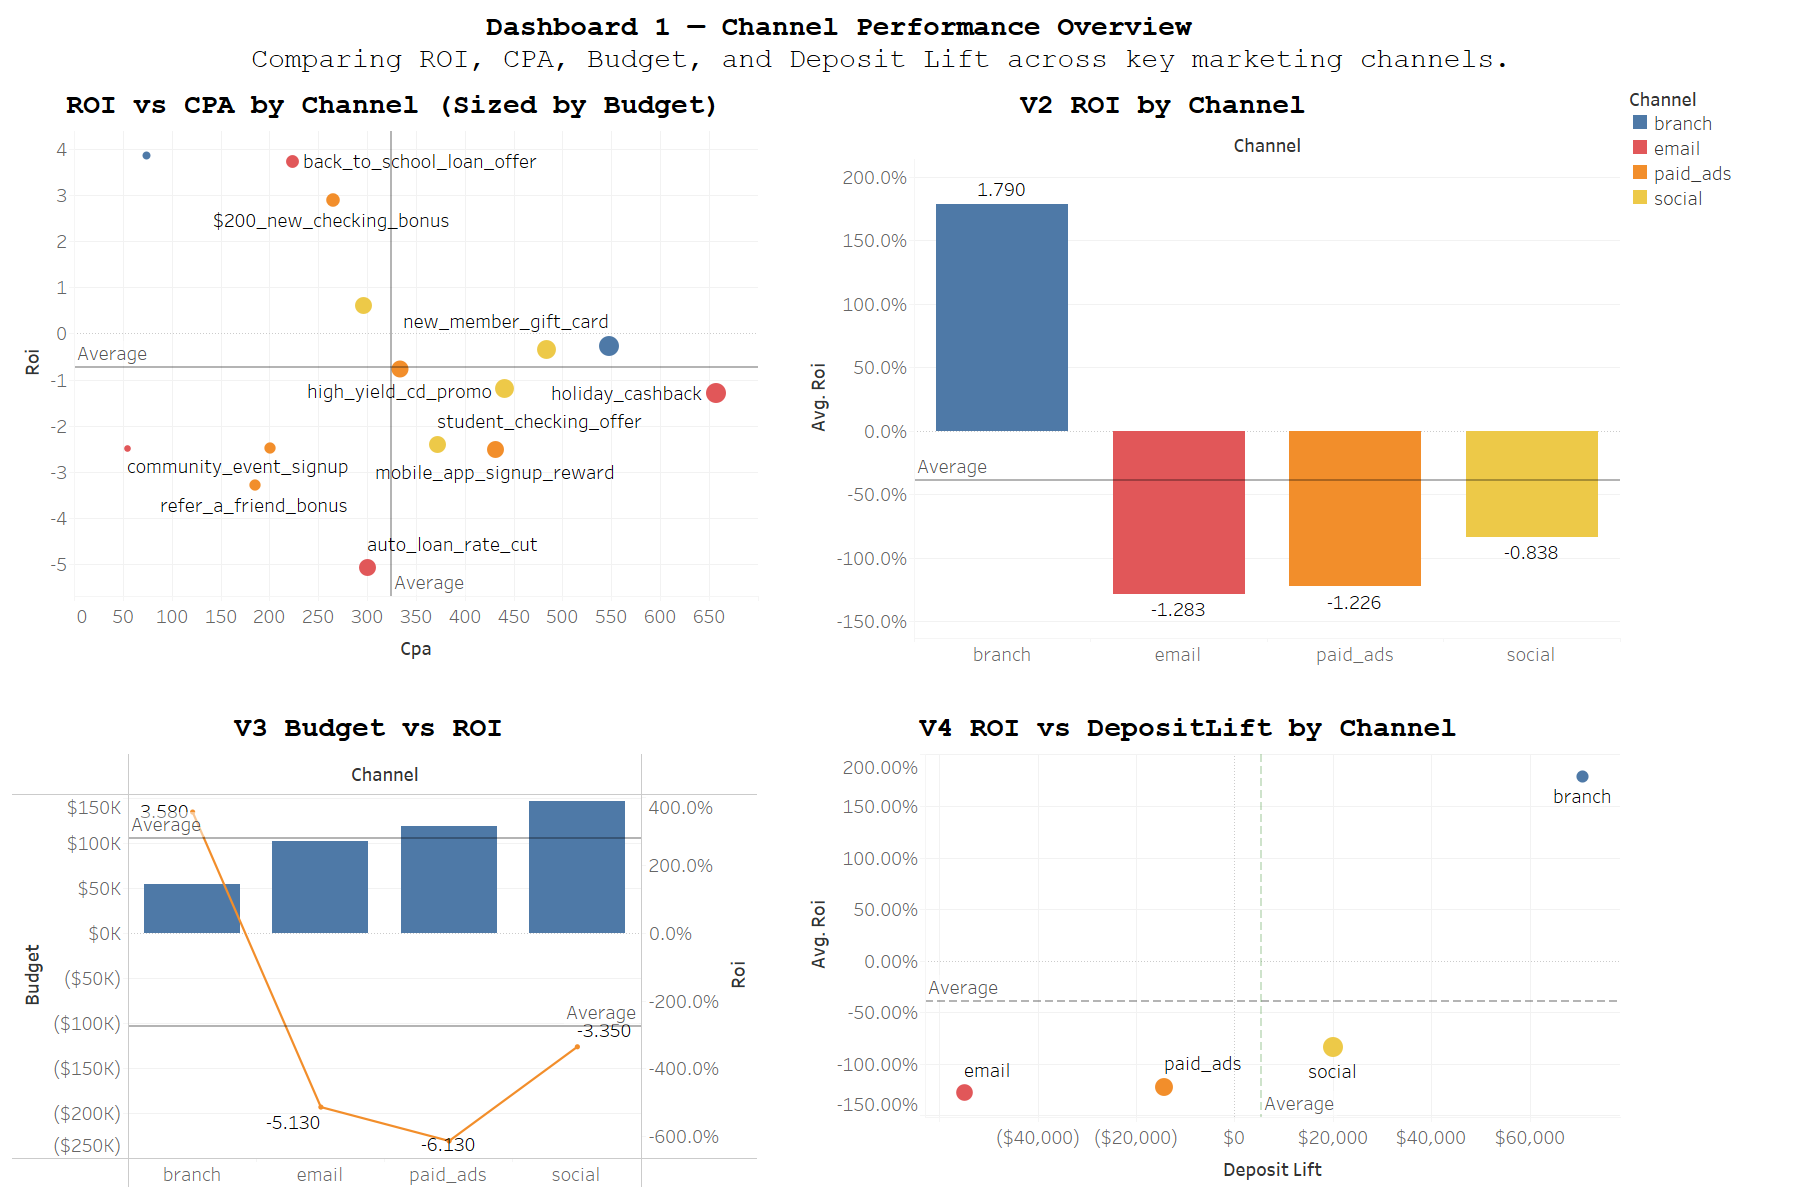 Dashboard 1 — Channel Performance Overview
Comparing ROI, CPA, Budget, and Deposit Lift across key marketing channels.
ROI vs CPA by Channel (Sized by Budget)
4
3
2
1
0
-1
-2
-3
-4
-5
Roi
back_to_school_loan_offer
$200_new_checking_bonus
new_member_gift_card
Average
high_yield_cd_promo
holiday_cashback
student_checking_offer
community_event_signup
mobile_app_signup_reward
refer_a_friend_bonus
auto_loan_rate_cut
Average
0 50 100 150 200 250 300 350 400 450 500 550 600 650
Cpa
V2 ROI by Channel
Channel
200.0%
150.0%
100.0%
50.0%
0.0%
-50.0%
-100.0%
-150.0%
Avg. Roi
1.790
Average
-1.283
-1.226
-0.838
branch email paid_ads social
Channel
branch
email
paid_ads
social
V3 Budget vs ROI
Channel
$150K
$100K
$50K
$0K
($50K)
($100K)
($150K)
($200K)
($250K)
Budget
3.580
Average
Average
-3.350
-5.130
-6.130
400.0%
200.0%
0.0%
-200.0%
-400.0%
-600.0%
Roi
branch email paid_ads social
V4 ROI vs DepositLift by Channel
200.00%
150.00%
100.00%
50.00%
0.00%
-50.00%
-100.00%
-150.00%
Avg. Roi
branch
Average
email
paid_ads
social
Average
($40,000) ($20,000) $0 $20,000 $40,000 $60,000
Deposit Lift